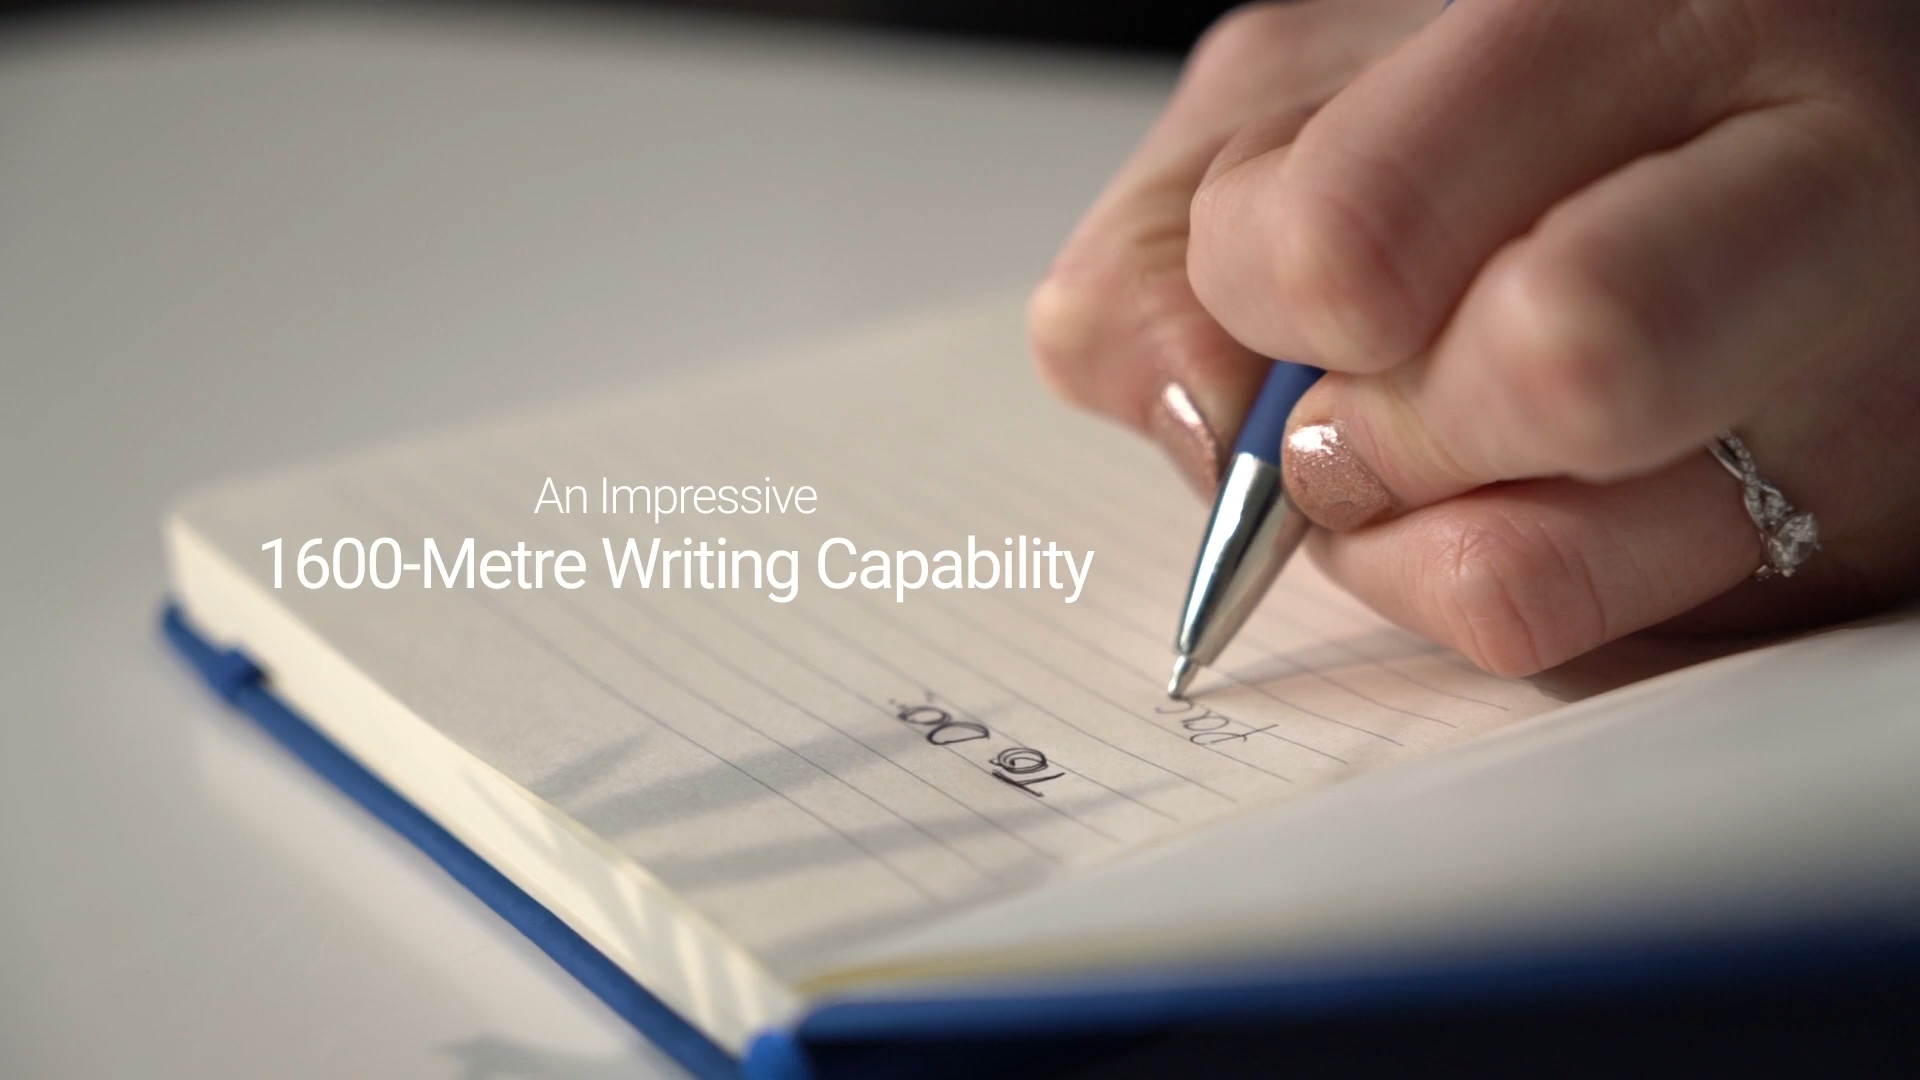 An Impressive
1600-Metre Writing Capability
To Do:
pac